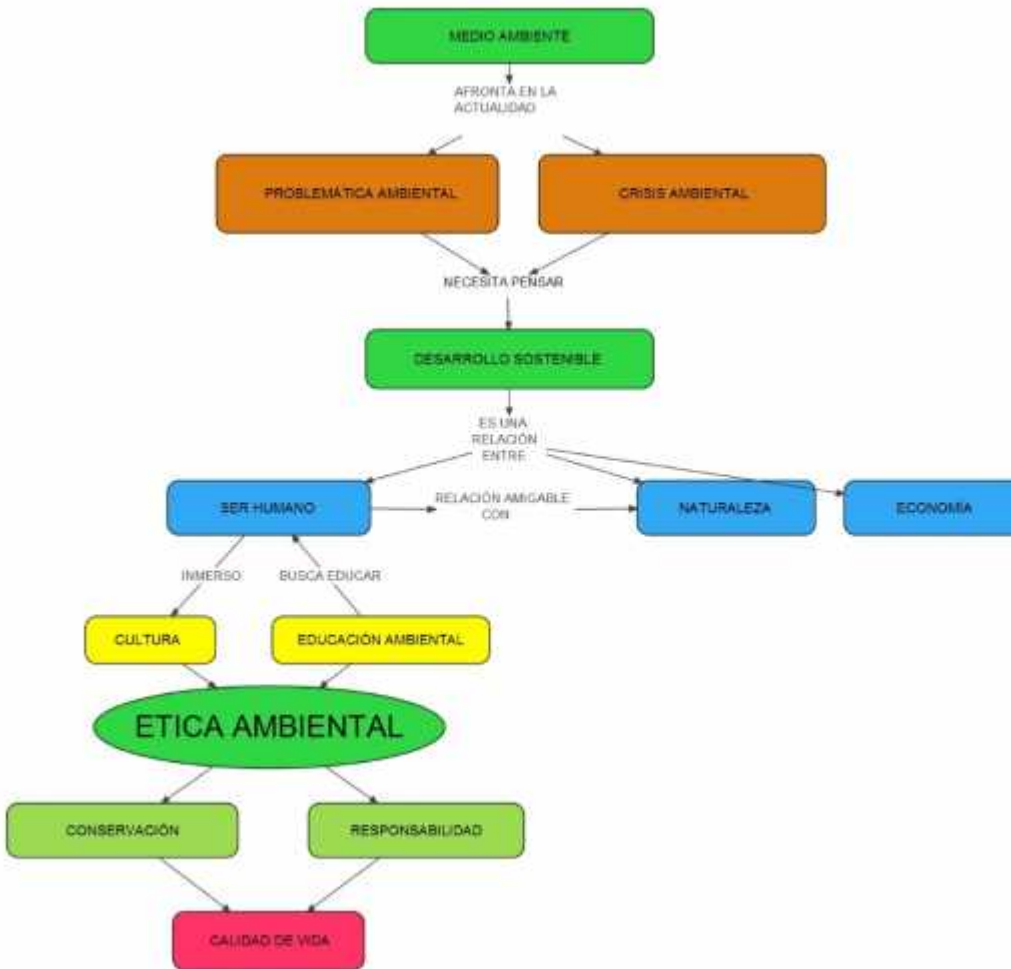 MEDIO AMBIENTE
AFRONTA EN LA
ACTUALIDAD
PROBLEMÁTICA AMBIENTAL
CRISIS AMBIENTAL
NECESITA PENSAR
DESARROLLO SOSTENIBLE
ES UNA
RELACIÓN
ENTRE
SER HUMANO
RELACIÓN AMIGABLE
CON
NATURALEZA
ECONOMÍA
INMERSO
BUSCA EDUCAR
CULTURA
EDUCACIÓN AMBIENTAL
ETICA AMBIENTAL
CONSERVACIÓN
RESPONSABILIDAD
CALIDAD DE VIDA